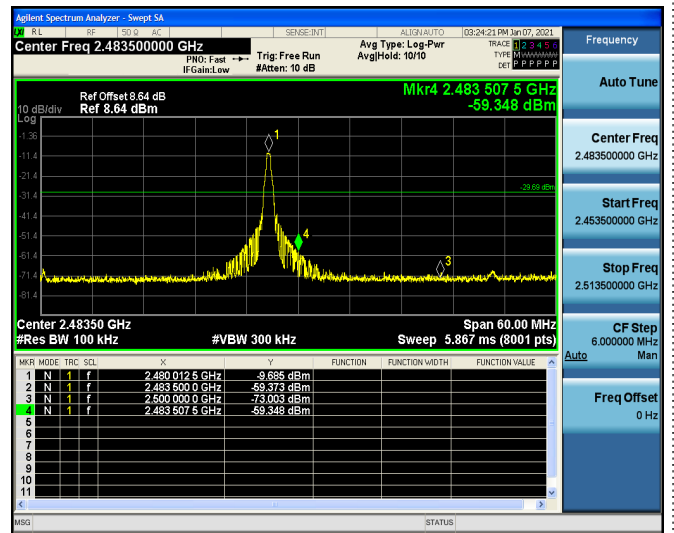 Agilent Spectrum Analyzer - Swept SA
RL RF 50 Ω AC SENSE:INT ALIGNAUTO 03:24:21 PM Jan 07, 2021
Center Freq 2.483500000 GHz
PNO: Fast
IFGain:Low
Trig: Free Run
#Atten: 10 dB
Avg Type: Log-Pwr
Avg|Hold: 10/10
TRACE 1 2 3 4 5 6
TYPE M
DET P P P P P P
Ref Offset 8.64 dB
10 dB/div Ref 8.64 dBm
Log
Mkr4 2.483 507 5 GHz
-59.348 dBm
-1.36
-11.4
-21.4
-31.4
-41.4
-51.4
-61.4
-71.4
-81.4
1
-29.69 dBm
4
3
Center 2.48350 GHz Span 60.00 MHz
#Res BW 100 kHz #VBW 300 kHz Sweep 5.867 ms (8001 pts)
MKR MODE TRC SCL X Y FUNCTION FUNCTION WIDTH FUNCTION VALUE
1 N 1 f 2.480 012 5 GHz -9.685 dBm
2 N 1 f 2.483 500 0 GHz -59.373 dBm
3 N 1 f 2.500 000 0 GHz -73.003 dBm
4 N 1 f 2.483 507 5 GHz -59.348 dBm
5
6
7
8
9
10
11
MSG STATUS
Frequency
Auto Tune
Center Freq
2.483500000 GHz
Start Freq
2.453500000 GHz
Stop Freq
2.513500000 GHz
CF Step
6.000000 MHz
Auto Man
Freq Offset
0 Hz